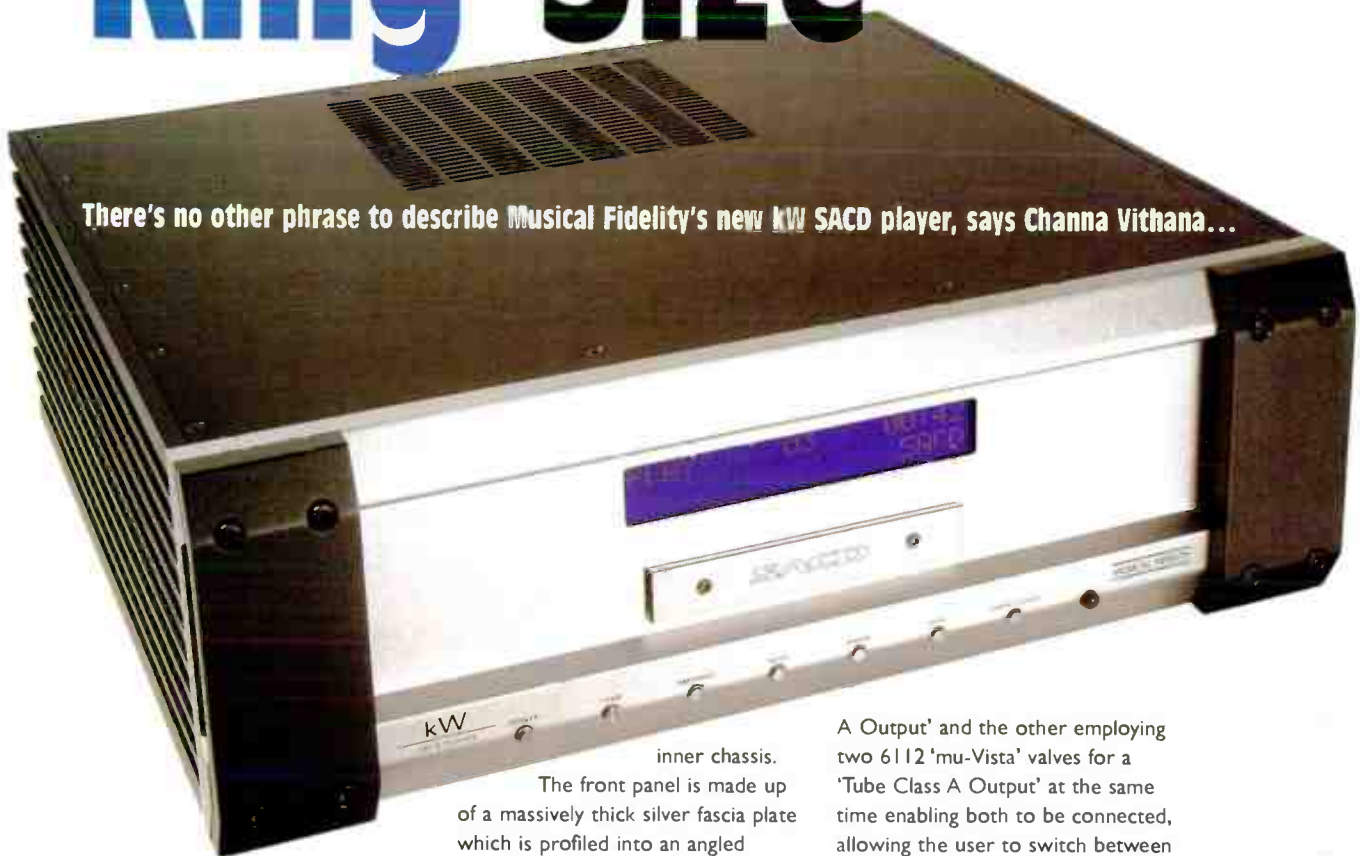 King Size
There's no other phrase to describe Musical Fidelity's new kW SACD player, says Channa Vithana...
SACD
kW
inner chassis.
The front panel is made up
of a massively thick silver fascia plate
which is profiled into an angled
A Output' and the other employing
two 6112 'mu-Vista' valves for a
'Tube Class A Output' at the same
time enabling both to be connected,
allowing the user to switch between